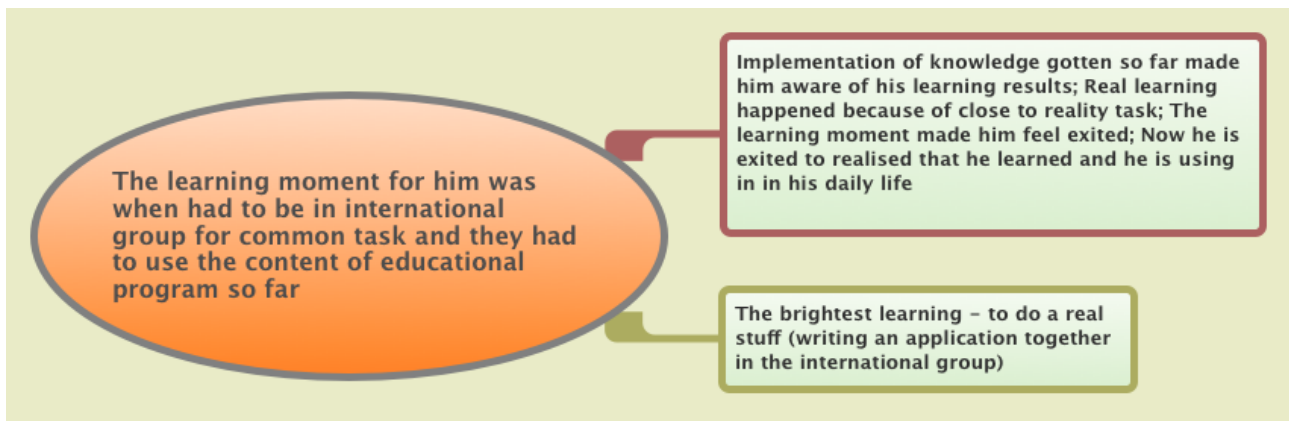 The learning moment for him was
when had to be in international
group for common task and they had
to use the content of educational
program so far
Implementation of knowledge gotten so far made
him aware of his learning results; Real learning
happened because of close to reality task; The
learning moment made him feel exited; Now he is
exited to realised that he learned and he is using
in in his daily life
The brightest learning – to do a real
stuff (writing an application together
in the international group)